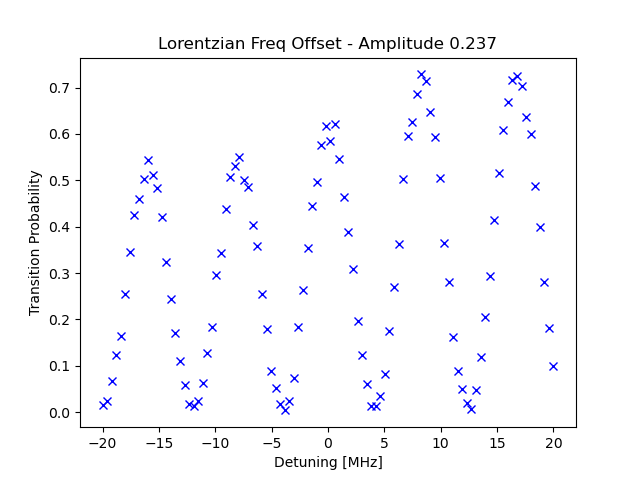 Lorentzian Freq Offset - Amplitude 0.237
Transition Probability
0.7
0.6
0.5
0.4
0.3
0.2
0.1
0.0
−20 −15 −10 −5 0 5 10 15 20
Detuning [MHz]